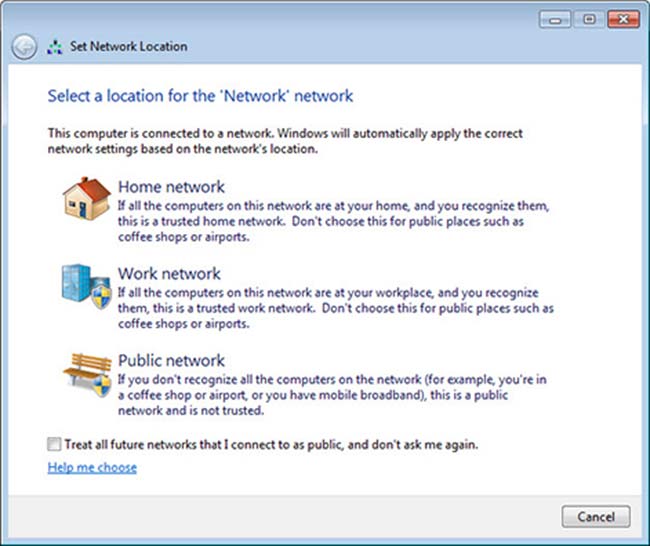 Set Network Location
Select a location for the 'Network' network
This computer is connected to a network. Windows will automatically apply the correct
network settings based on the network's location.
Home network
If all the computers on this network are at your home, and you recognize them,
this is a trusted home network.  Don't choose this for public places such as
coffee shops or airports.
Work network
If all the computers on this network are at your workplace, and you recognize
them, this is a trusted work network.  Don't choose this for public places such as
coffee shops or airports.
Public network
If you don't recognize all the computers on the network (for example, you're in
a coffee shop or airport, or you have mobile broadband), this is a public
network and is not trusted.
Treat all future networks that I connect to as public, and don't ask me again.
Help me choose
Cancel